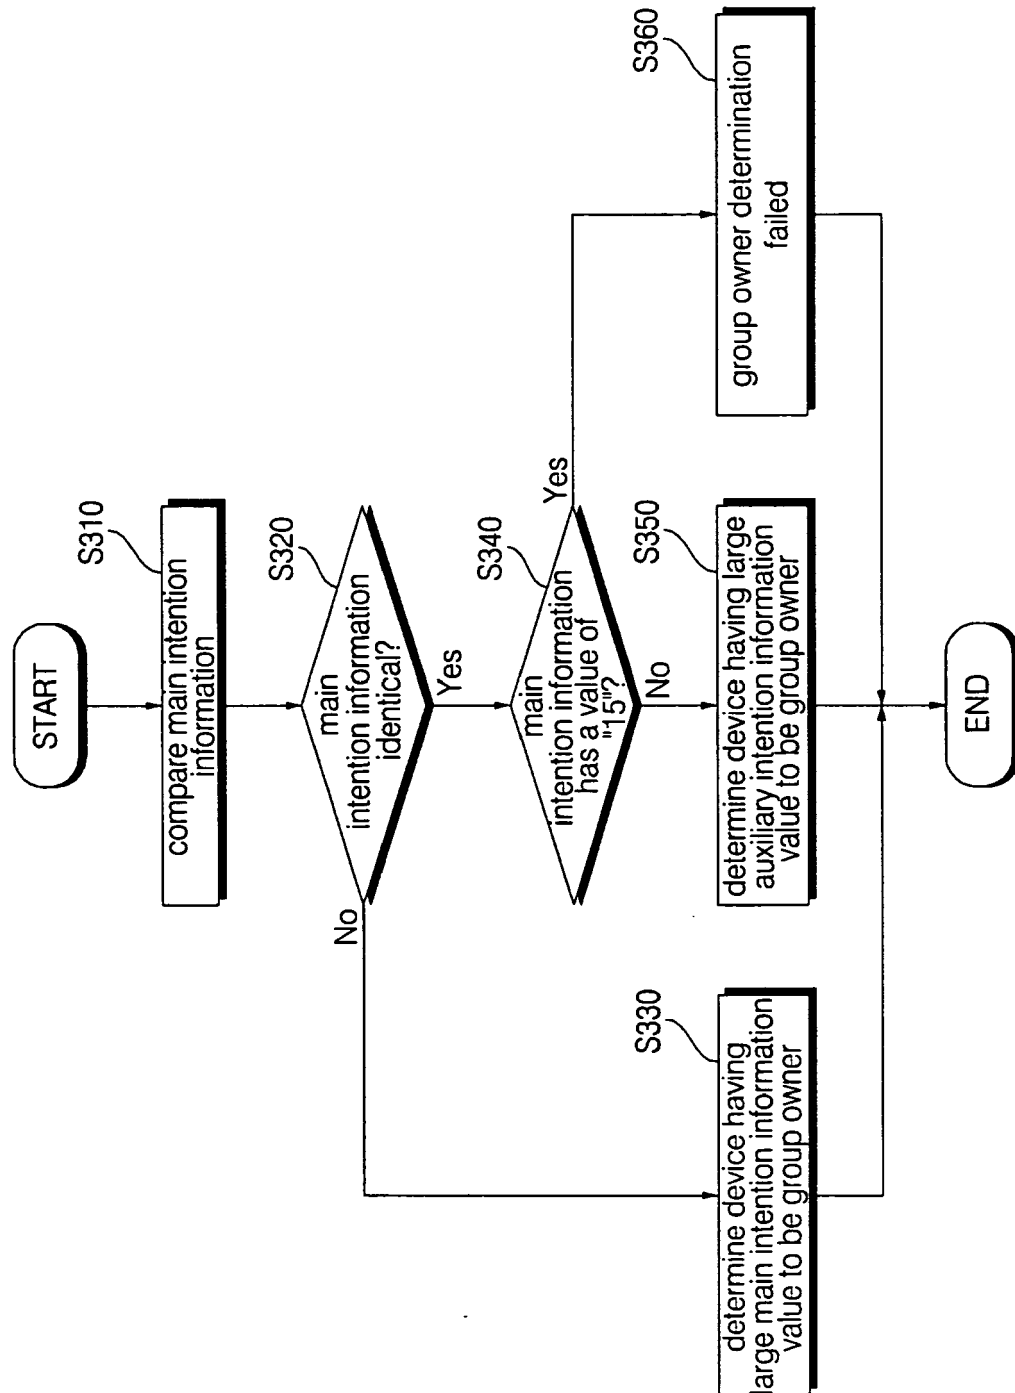 START
S310
compare main intention
information
S320
main
intention information
identical?
No
Yes
S340
main
intention information
has a value of
"15"?
Yes
No
S330
determine device having
large main intention information
value to be group owner
S350
determine device having large
auxiliary intention information
value to be group owner
S360
group owner determination
failed
END